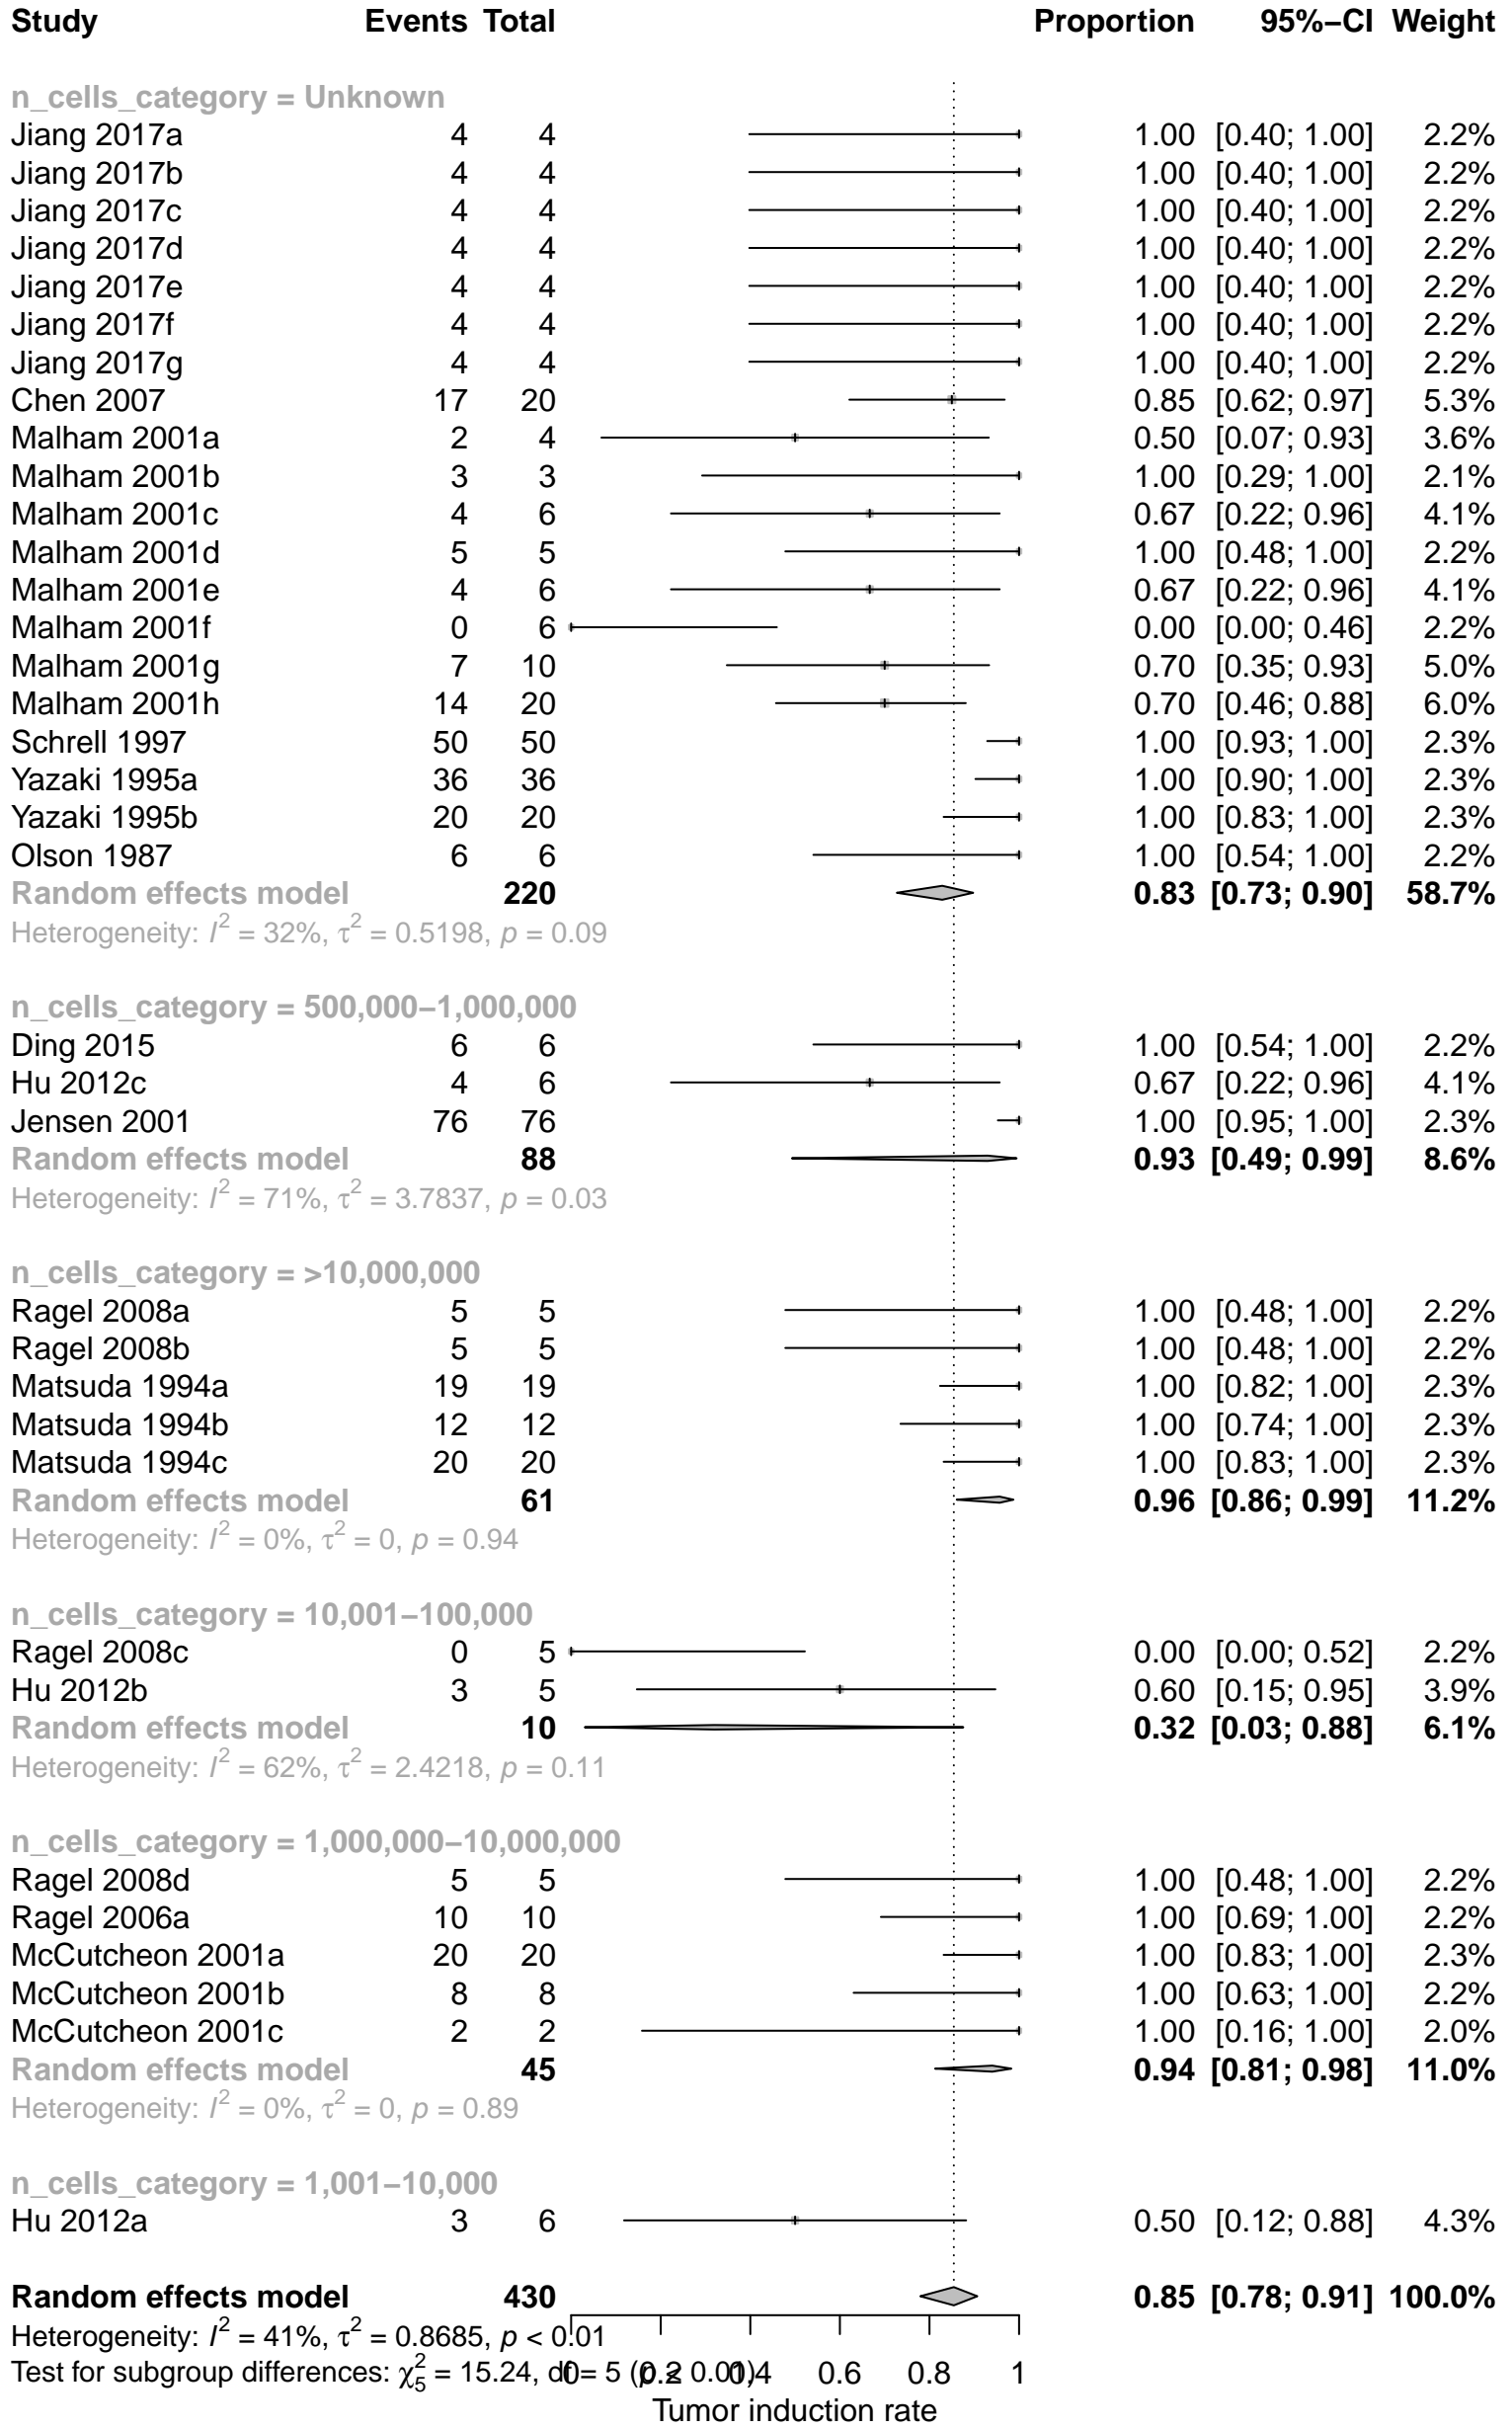 Study Events Total Proportion 95%–CI Weight
n_cells_category = Unknown
Jiang 2017a 4 4 1.00 [0.40; 1.00] 2.2%
Jiang 2017b 4 4 1.00 [0.40; 1.00] 2.2%
Jiang 2017c 4 4 1.00 [0.40; 1.00] 2.2%
Jiang 2017d 4 4 1.00 [0.40; 1.00] 2.2%
Jiang 2017e 4 4 1.00 [0.40; 1.00] 2.2%
Jiang 2017f 4 4 1.00 [0.40; 1.00] 2.2%
Jiang 2017g 4 4 1.00 [0.40; 1.00] 2.2%
Chen 2007 17 20 0.85 [0.62; 0.97] 5.3%
Malham 2001a 2 4 0.50 [0.07; 0.93] 3.6%
Malham 2001b 3 3 1.00 [0.29; 1.00] 2.1%
Malham 2001c 4 6 0.67 [0.22; 0.96] 4.1%
Malham 2001d 5 5 1.00 [0.48; 1.00] 2.2%
Malham 2001e 4 6 0.67 [0.22; 0.96] 4.1%
Malham 2001f 0 6 0.00 [0.00; 0.46] 2.2%
Malham 2001g 7 10 0.70 [0.35; 0.93] 5.0%
Malham 2001h 14 20 0.70 [0.46; 0.88] 6.0%
Schrell 1997 50 50 1.00 [0.93; 1.00] 2.3%
Yazaki 1995a 36 36 1.00 [0.90; 1.00] 2.3%
Yazaki 1995b 20 20 1.00 [0.83; 1.00] 2.3%
Olson 1987 6 6 1.00 [0.54; 1.00] 2.2%
Random effects model 220 0.83 [0.73; 0.90] 58.7%
Heterogeneity: I² = 32%, τ² = 0.5198, p = 0.09
n_cells_category = 500,000–1,000,000
Ding 2015 6 6 1.00 [0.54; 1.00] 2.2%
Hu 2012c 4 6 0.67 [0.22; 0.96] 4.1%
Jensen 2001 76 76 1.00 [0.95; 1.00] 2.3%
Random effects model 88 0.93 [0.49; 0.99] 8.6%
Heterogeneity: I² = 71%, τ² = 3.7837, p = 0.03
n_cells_category = >10,000,000
Ragel 2008a 5 5 1.00 [0.48; 1.00] 2.2%
Ragel 2008b 5 5 1.00 [0.48; 1.00] 2.2%
Matsuda 1994a 19 19 1.00 [0.82; 1.00] 2.3%
Matsuda 1994b 12 12 1.00 [0.74; 1.00] 2.3%
Matsuda 1994c 20 20 1.00 [0.83; 1.00] 2.3%
Random effects model 61 0.96 [0.86; 0.99] 11.2%
Heterogeneity: I² = 0%, τ² = 0, p = 0.94
n_cells_category = 10,001–100,000
Ragel 2008c 0 5 0.00 [0.00; 0.52] 2.2%
Hu 2012b 3 5 0.60 [0.15; 0.95] 3.9%
Random effects model 10 0.32 [0.03; 0.88] 6.1%
Heterogeneity: I² = 62%, τ² = 2.4218, p = 0.11
n_cells_category = 1,000,000–10,000,000
Ragel 2008d 5 5 1.00 [0.48; 1.00] 2.2%
Ragel 2006a 10 10 1.00 [0.69; 1.00] 2.2%
McCutcheon 2001a 20 20 1.00 [0.83; 1.00] 2.3%
McCutcheon 2001b 8 8 1.00 [0.63; 1.00] 2.2%
McCutcheon 2001c 2 2 1.00 [0.16; 1.00] 2.0%
Random effects model 45 0.94 [0.81; 0.98] 11.0%
Heterogeneity: I² = 0%, τ² = 0, p = 0.89
n_cells_category = 1,001–10,000
Hu 2012a 3 6 0.50 [0.12; 0.88] 4.3%
Random effects model 430 0.85 [0.78; 0.91] 100.0%
Heterogeneity: I² = 41%, τ² = 0.8685, p < 0.01
Test for subgroup differences: χ²₅ = 15.24, df = 5 (p < 0.01)
0 0.2 0.4 0.6 0.8 1
Tumor induction rate